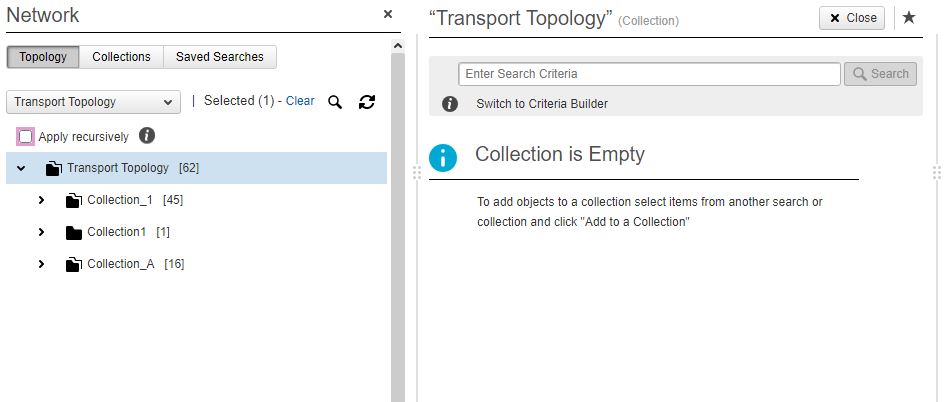 Network
Topology Collections Saved Searches
Transport Topology | Selected (1) - Clear
Apply recursively
Transport Topology [62]
Collection_1 [45]
Collection1 [1]
Collection_A [16]
“Transport Topology” (Collection) Close
Enter Search Criteria Search
Switch to Criteria Builder
Collection is Empty
To add objects to a collection select items from another search or
collection and click "Add to a Collection"